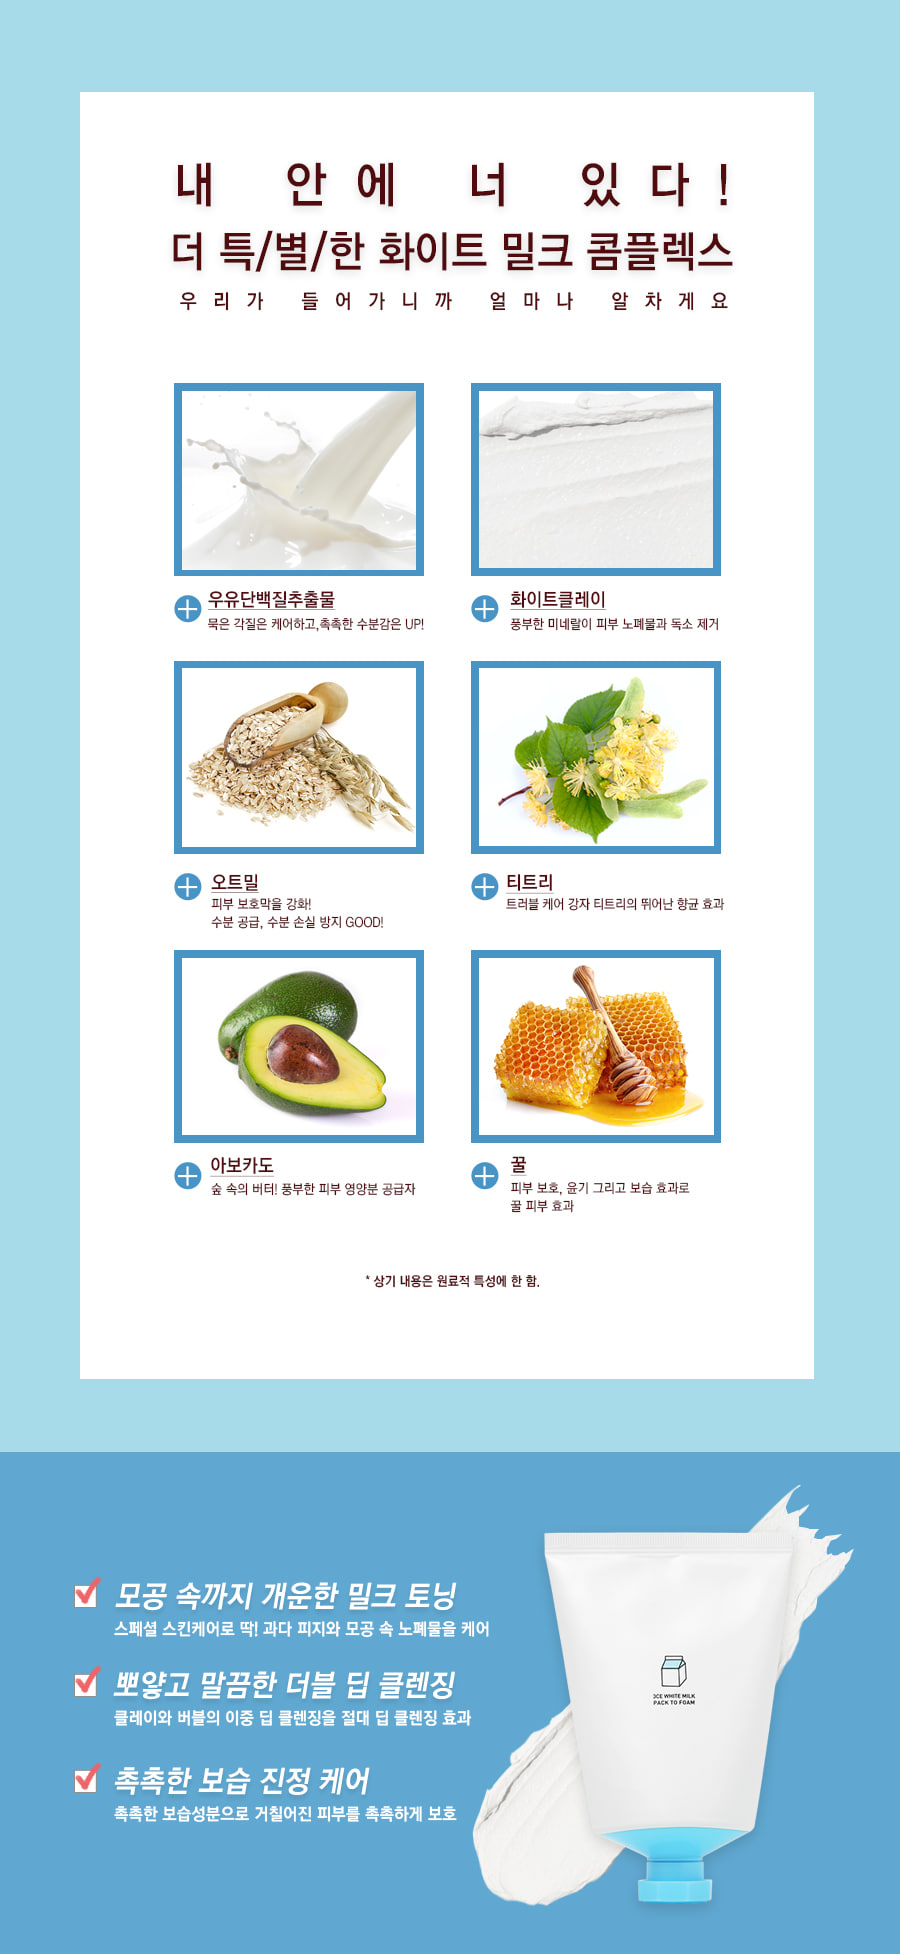 내 안에 너 있다!
더 특/별/한 화이트 밀크 콤플렉스
우리가 들어가니까 얼마나 알차게요
우유단백질추출물
묵은 각질은 케어하고,촉촉한 수분감은 UP!
화이트클레이
풍부한 미네랄이 피부 노폐물과 독소 제거
오트밀
피부 보호막을 강화!
수분 공급, 수분 손실 방지 GOOD!
티트리
트러블 케어 강자 티트리의 뛰어난 향균 효과
아보카도
숲 속의 버터! 풍부한 피부 영양분 공급자
꿀
피부 보호, 윤기 그리고 보습 효과로
꿀 피부 효과
* 상기 내용은 원료적 특성에 한 함.
모공 속까지 개운한 밀크 토닝
스페셜 스킨케어로 딱! 과다 피지와 모공 속 노폐물을 케어
뽀얗고 말끔한 더블 딥 클렌징
클레이와 버블의 이중 딥 클렌징을 절대 딥 클렌징 효과
촉촉한 보습 진정 케어
촉촉한 보습성분으로 거칠어진 피부를 촉촉하게 보호
3CE WHITE MILK
PACK TO FOAM